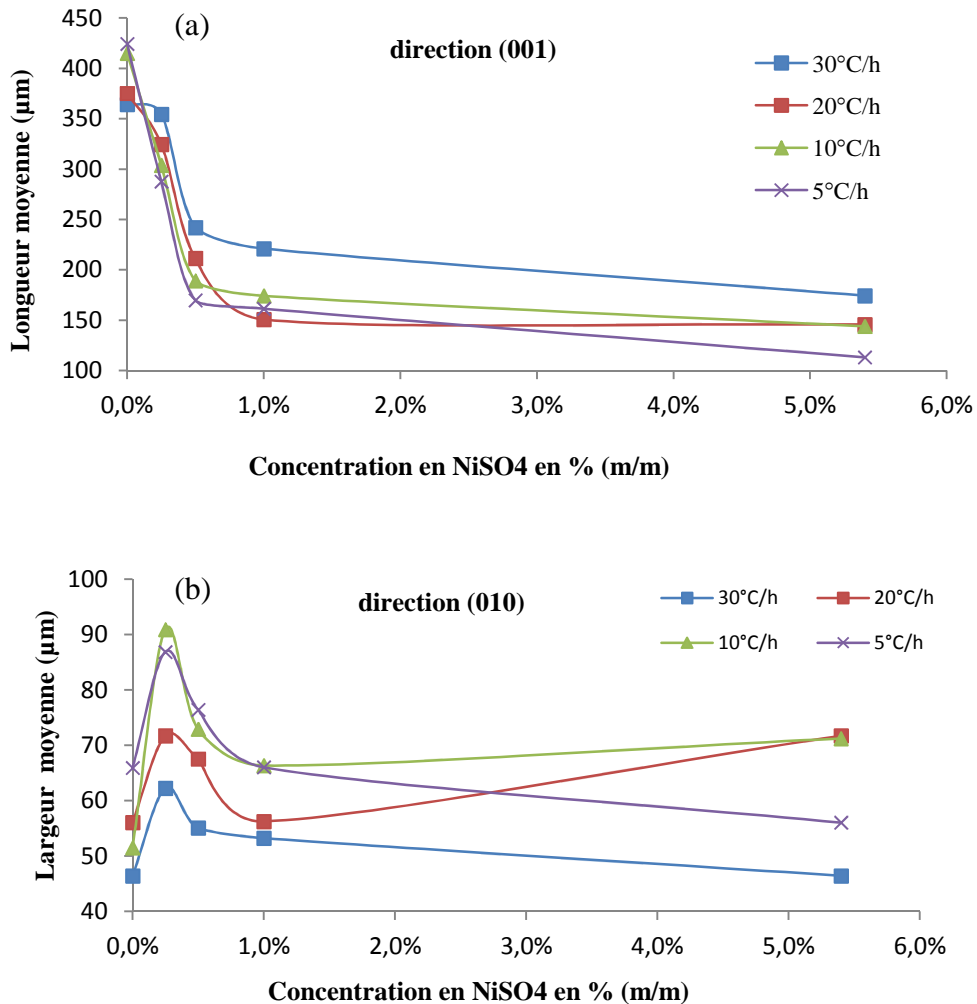 (a)
direction (001)
Longueur moyenne (µm)
450
400
350
300
250
200
150
100
30°C/h
20°C/h
10°C/h
5°C/h
0,0% 1,0% 2,0% 3,0% 4,0% 5,0% 6,0%
Concentration en NiSO4 en % (m/m)
(b)
direction (010)
Largeur moyenne (µm)
100
90
80
70
60
50
40
30°C/h 20°C/h
10°C/h 5°C/h
0,0% 1,0% 2,0% 3,0% 4,0% 5,0% 6,0%
Concentration en NiSO4 en % (m/m)